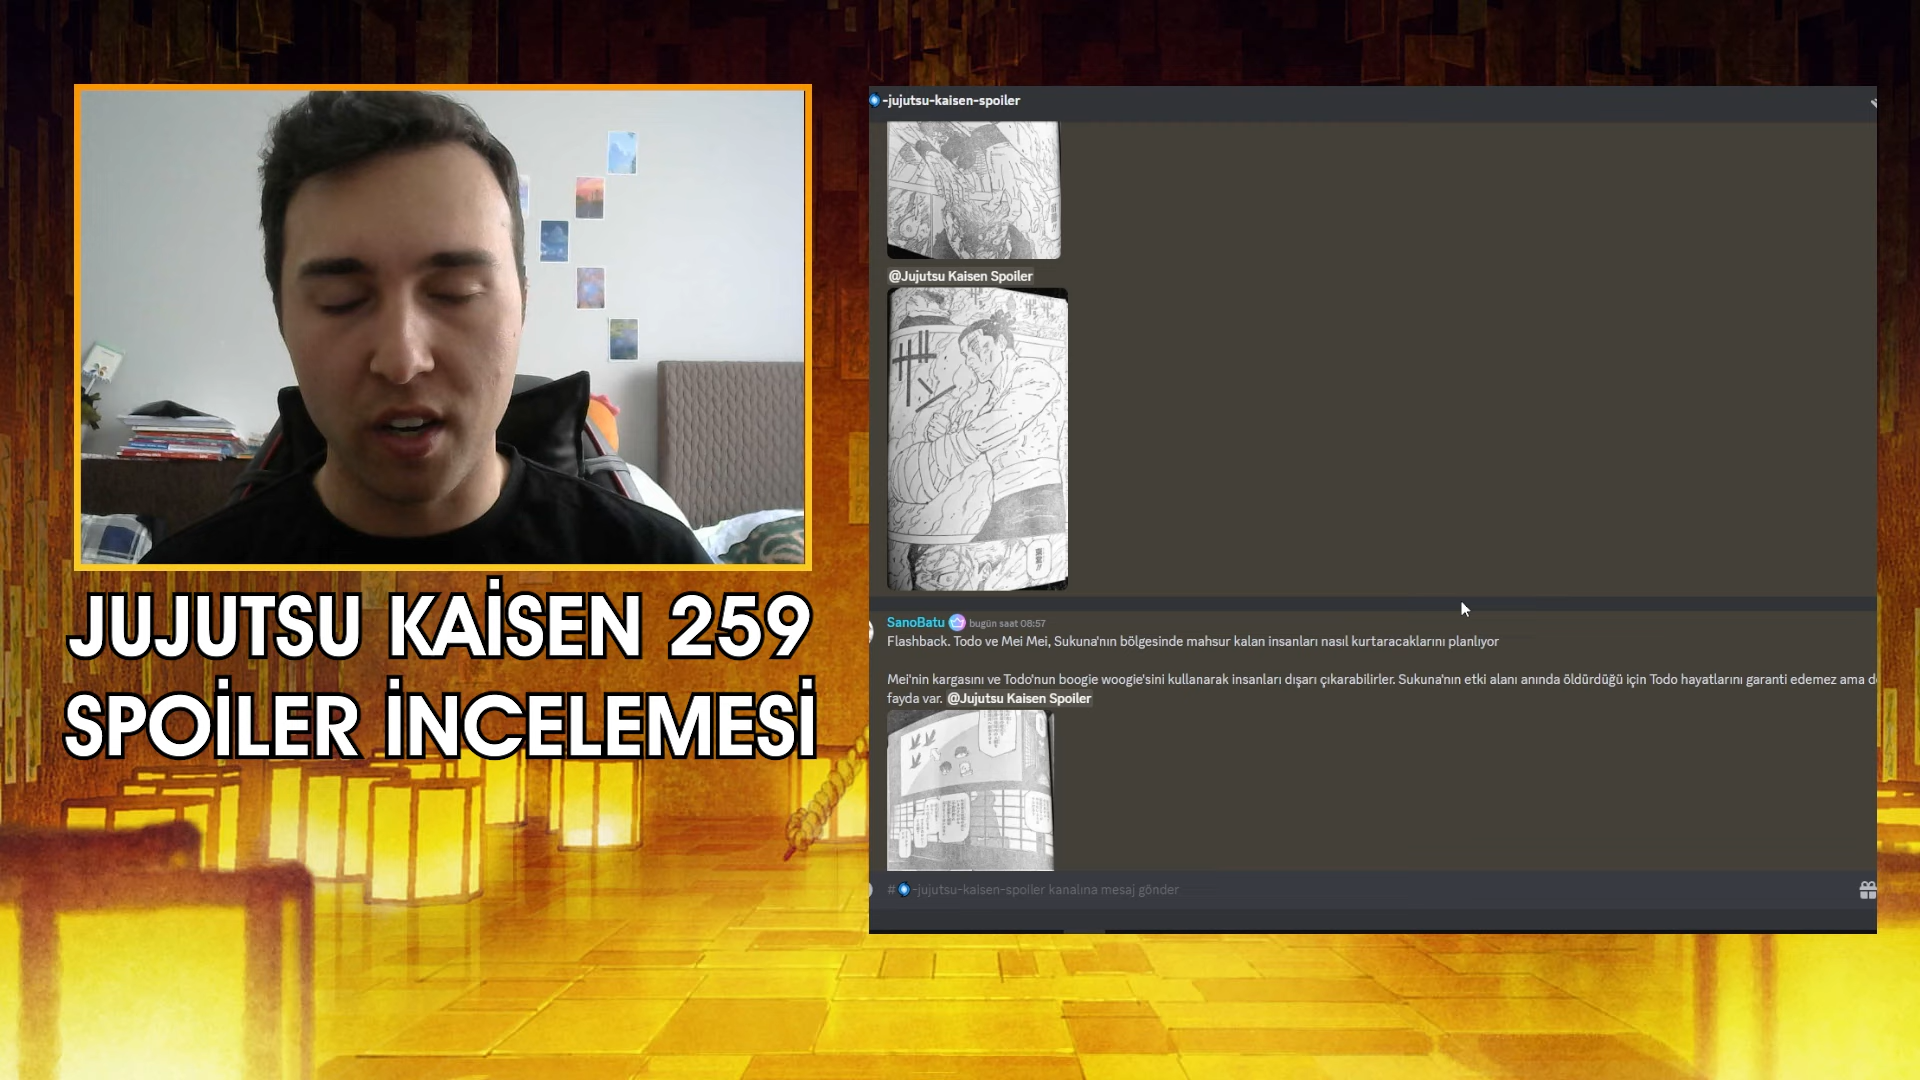 JUJUTSU KAİSEN 259
SPOİLER İNCELEMESİ
-jujutsu-kaisen-spoiler
@Jujutsu Kaisen Spoiler
SanoBatu bugün saat 08:57
Flashback. Todo ve Mei Mei, Sukuna'nın bölgesinde mahsur kalan insanları nasıl kurtaracaklarını planlıyor
Mei'nin kargasını ve Todo'nun boogie woogie'sini kullanarak insanları dışarı çıkarabilirler. Sukuna'nın etki alanı anında öldürdüğü için Todo hayatlarını garanti edemez ama
fayda var. @Jujutsu Kaisen Spoiler
# -jujutsu-kaisen-spoiler kanalına mesaj gönder